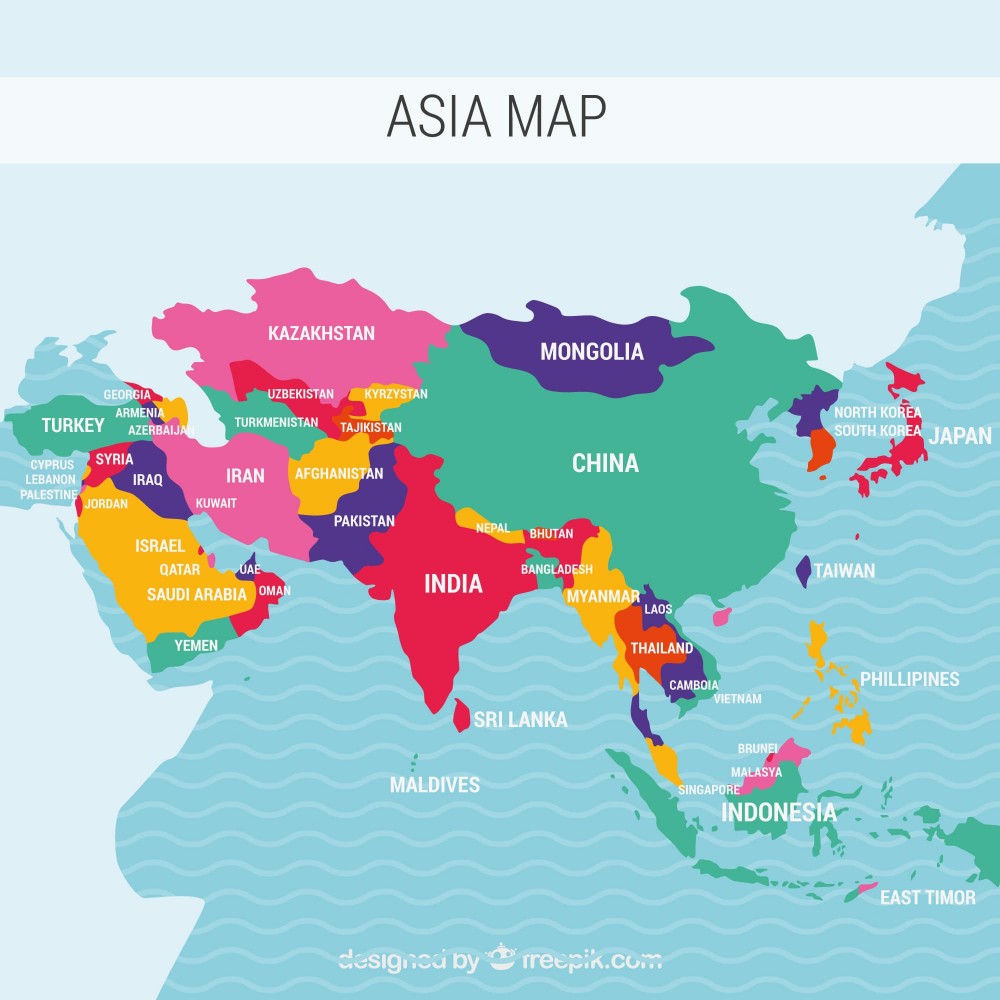 ASIA MAP
KAZAKHSTAN
MONGOLIA
GEORGIA
UZBEKISTAN
KYRZYSTAN
ARMENIA
NORTH KOREA
TURKEY
TURKMENISTAN
TAJIKISTAN
AZERBAIJAN
SOUTH KOREA
JAPAN
SYRIA
CHINA
CYPRUS
IRAQ
IRAN
AFGHANISTAN
LEBANON
PALESTINE
JORDAN
KUWAIT
PAKISTAN
NEPAL
BHUTAN
ISRAEL
QATAR
UAE
BANGLADESH
TAIWAN
INDIA
SAUDI ARABIA
OMAN
MYANMAR
LAOS
YEMEN
THAILAND
PHILLIPINES
CAMBOIA
VIETNAM
SRI LANKA
BRUNEI
MALASYA
MALDIVES
SINGAPORE
INDONESIA
EAST TIMOR
designed by freepik.com